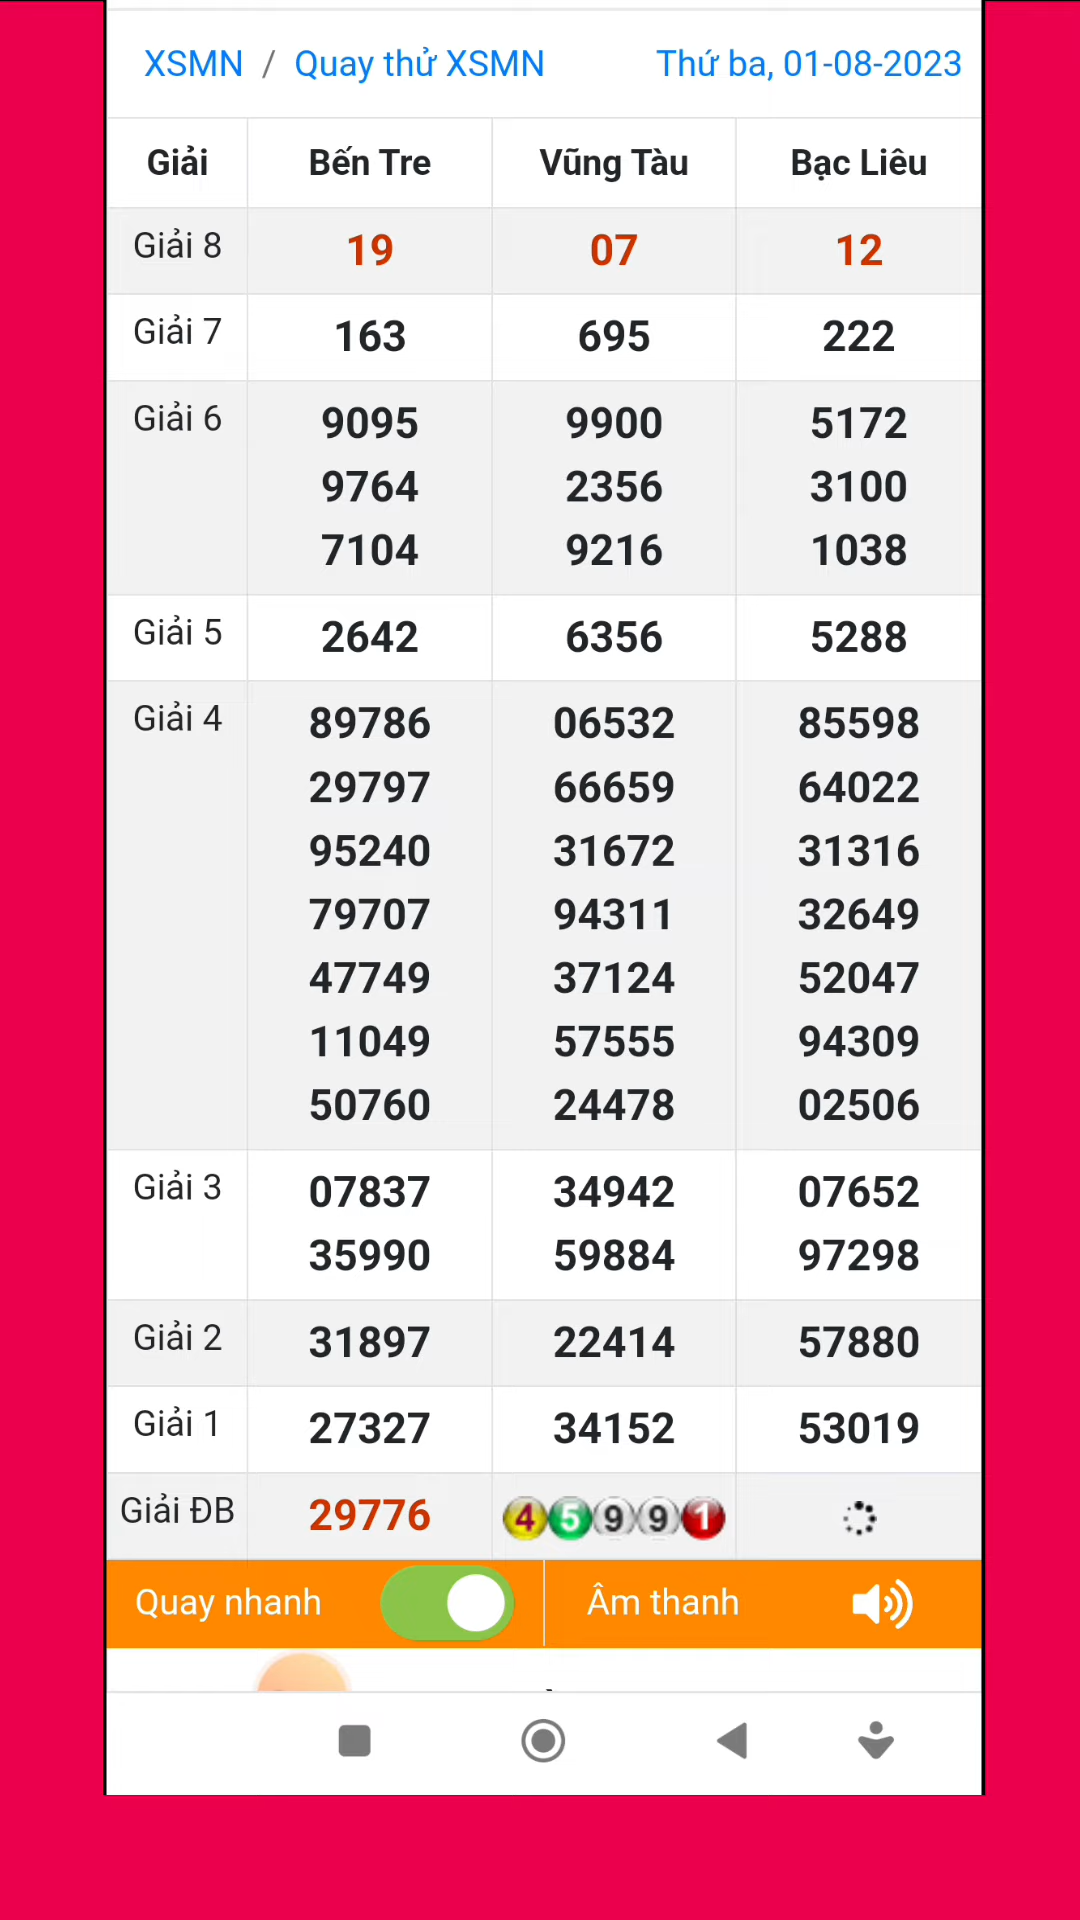 XSMN / Quay thử XSMN Thứ ba, 01-08-2023
Giải Bến Tre Vũng Tàu Bạc Liêu
Giải 8 19 07 12
Giải 7 163 695 222
Giải 6 9095 9900 5172
9764 2356 3100
7104 9216 1038
Giải 5 2642 6356 5288
Giải 4 89786 06532 85598
29797 66659 64022
95240 31672 31316
79707 94311 32649
47749 37124 52047
11049 57555 94309
50760 24478 02506
Giải 3 07837 34942 07652
35990 59884 97298
Giải 2 31897 22414 57880
Giải 1 27327 34152 53019
Giải ĐB 29776 45991
Quay nhanh Âm thanh